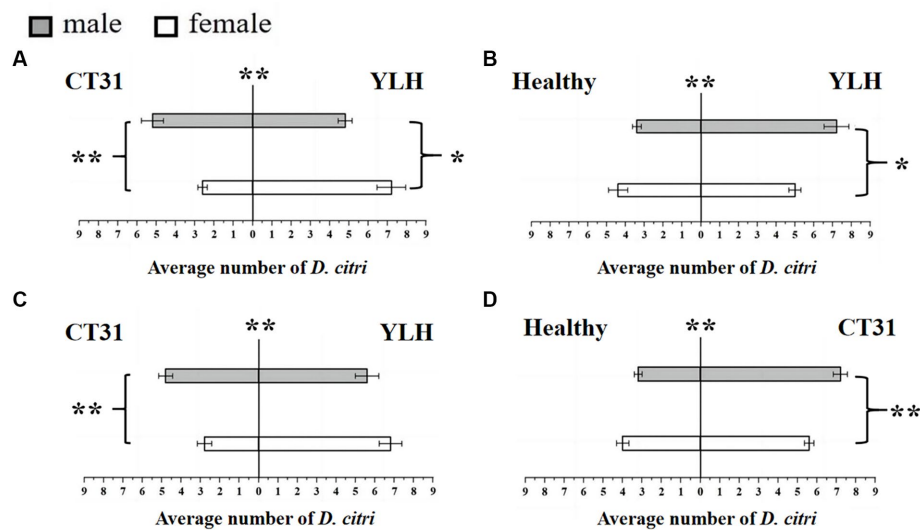 male female
A
CT31 ** YLH
** *
9 8 7 6 5 4 3 2 1 0 1 2 3 4 5 6 7 8 9
Average number of D. citri
B
Healthy ** YLH
*
9 8 7 6 5 4 3 2 1 0 1 2 3 4 5 6 7 8 9
Average number of D. citri
C
CT31 ** YLH
**
9 8 7 6 5 4 3 2 1 0 1 2 3 4 5 6 7 8 9
Average number of D. citri
D
Healthy ** CT31
**
9 8 7 6 5 4 3 2 1 0 1 2 3 4 5 6 7 8 9
Average number of D. citri